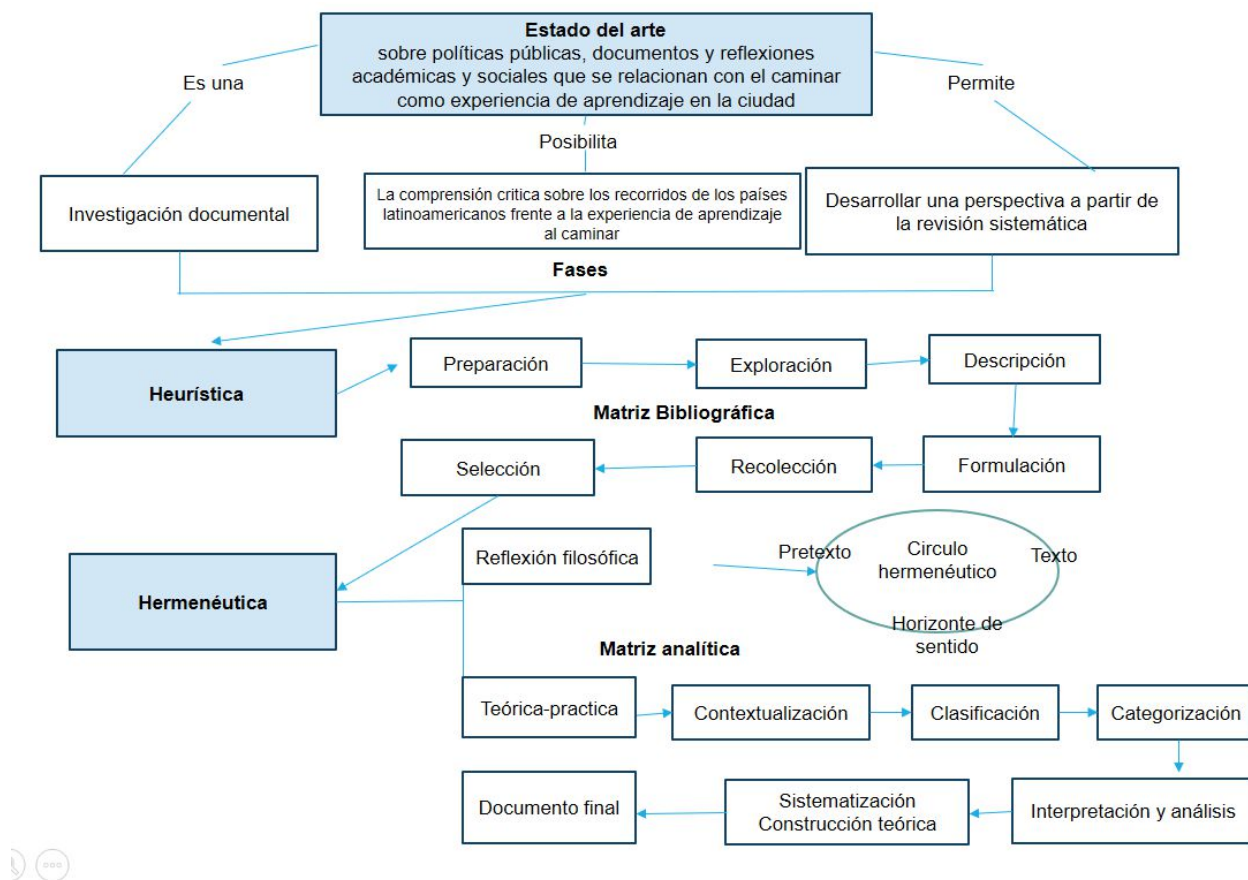 Estado del arte
sobre políticas públicas, documentos y reflexiones
académicas y sociales que se relacionan con el caminar
como experiencia de aprendizaje en la ciudad
Es una
Permite
Posibilita
Investigación documental
La comprensión critica sobre los recorridos de los países
latinoamericanos frente a la experiencia de aprendizaje
al caminar
Desarrollar una perspectiva a partir de
la revisión sistemática
Fases
Heurística
Preparación
Exploración
Descripción
Matriz Bibliográfica
Formulación
Recolección
Selección
Hermenéutica
Reflexión filosófica
Pretexto
Circulo
hermenéutico
Texto
Horizonte de
sentido
Matriz analítica
Teórica-practica
Contextualización
Clasificación
Categorización
Interpretación y análisis
Sistematización
Construcción teórica
Documento final